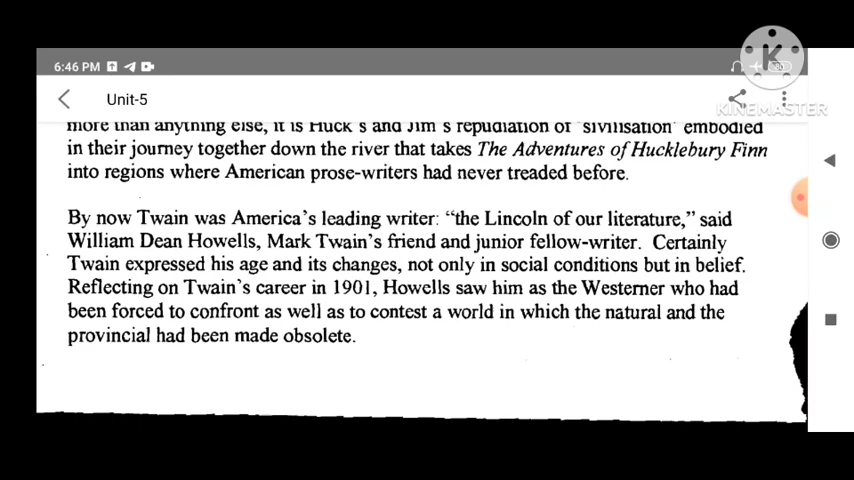 6:46 PM
80
K
KINEMASTER
Unit-5
more than anything else, it is Huck's and Jim's repudiation of 'sivilisation' embodied
in their journey together down the river that takes The Adventures of Hucklebury Finn
into regions where American prose-writers had never treaded before.
By now Twain was America's leading writer: “the Lincoln of our literature,” said
William Dean Howells, Mark Twain's friend and junior fellow-writer. Certainly
Twain expressed his age and its changes, not only in social conditions but in belief.
Reflecting on Twain's career in 1901, Howells saw him as the Westerner who had
been forced to confront as well as to contest a world in which the natural and the
provincial had been made obsolete.